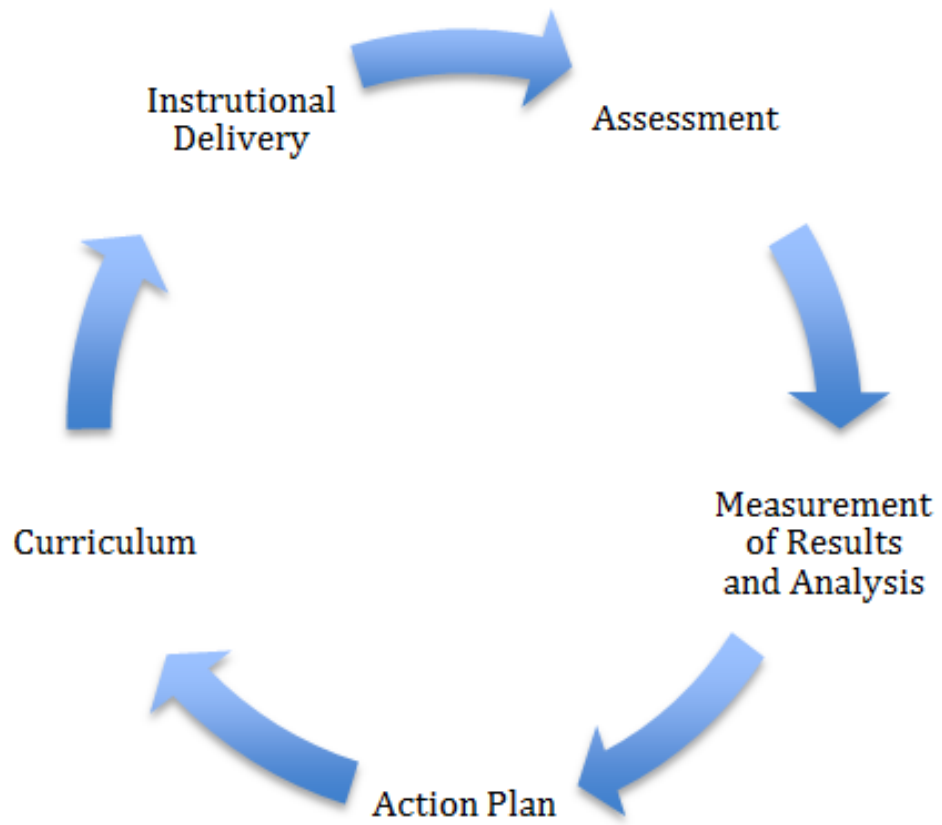 Instrutional
Delivery
Assessment
Measurement
of Results
and Analysis
Action Plan
Curriculum